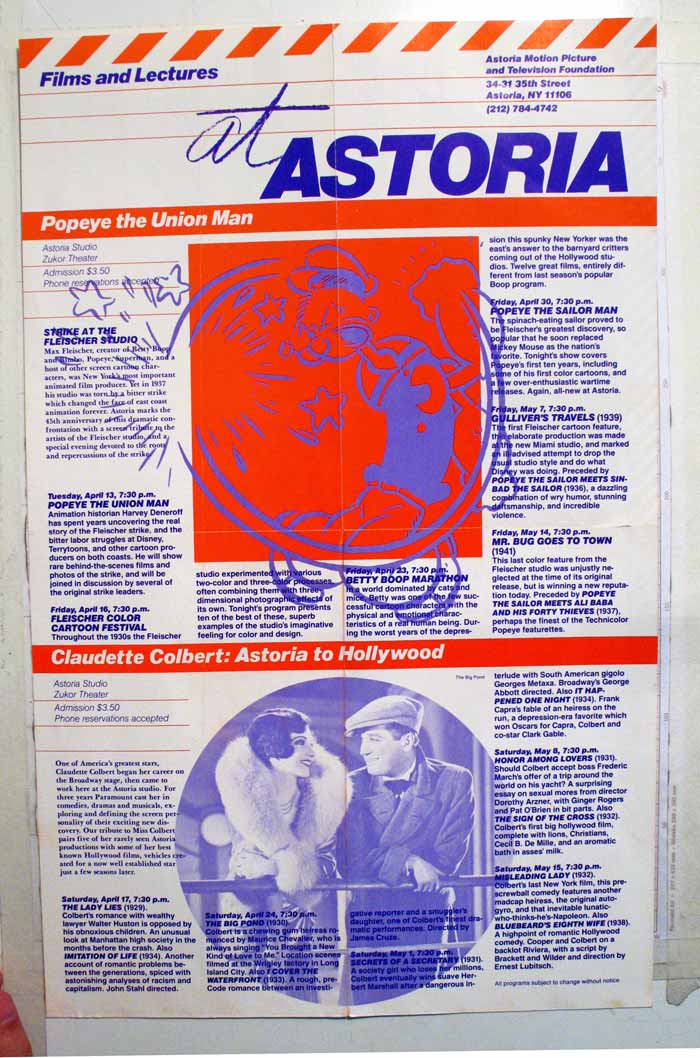 Films and Lectures
Astoria Motion Picture
and Television Foundation
34-31 35th Street
Astoria, NY 11106
(212) 784-4742
at ASTORIA
Popeye the Union Man
Astoria Studio
Zukor Theater
Admission $3.50
Phone reservations accepted
STRIKE AT THE
FLEISCHER STUDIO
Max Fleischer, creator of Betty Boop
and Bimbo, Popeye, Superman, and a
host of other screen cartoon char-
acters, was New York's most important
animated film producer. Yet in 1937
his studio was torn by a bitter strike
which changed the face of east coast
animation forever. Astoria marks the
45th anniversary of this dramatic con-
frontation with a screen tribute to the
artists of the Fleischer studio, and a
special evening devoted to the roots
and repercussions of the strike.
Tuesday, April 13, 7:30 p.m.
POPEYE THE UNION MAN
Animation historian Harvey Deneroff
has spent years uncovering the real
story of the Fleischer strike, and the
bitter labor struggles at Disney,
Terrytoons, and other cartoon pro-
ducers on both coasts. He will show
rare behind-the-scenes films and
photos of the strike, and will be
joined in discussion by several of
the original strike leaders.
Friday, April 16, 7:30 p.m.
FLEISCHER COLOR
CARTOON FESTIVAL
Throughout the 1930s the Fleischer
studio experimented with various
two-color and three-color processes,
often combining them with three
dimensional photographic effects of
its own. Tonight's program presents
ten of the best of these, superb
examples of the studio's imaginative
feeling for color and design.
Friday, April 23, 7:30 p.m.
BETTY BOOP MARATHON
In a world dominated by cats and
mice, Betty was one of the few suc-
cessful cartoon characters with the
physical and emotional charac-
teristics of a real human being. Dur-
ing the worst years of the depres-
sion this spunky New Yorker was the
east's answer to the barnyard critters
coming out of the Hollywood stu-
dios. Twelve great films, entirely dif-
ferent from last season's popular
Boop program.
Friday, April 30, 7:30 p.m.
POPEYE THE SAILOR MAN
The spinach-eating sailor proved to
be Fleischer's greatest discovery, so
popular that he soon replaced
Mickey Mouse as the nation's
favorite. Tonight's show covers
Popeye's first ten years, including
some of his first color cartoons, and
a few over-enthusiastic wartime
releases. Again, all-new at Astoria.
Friday, May 7, 7:30 p.m.
GULLIVER'S TRAVELS (1939)
The first Fleischer cartoon feature,
this elaborate production was made at
the new Miami studio, and marked
an ill-advised attempt to drop the
usual studio style and do what
Disney was doing. Preceded by
POPEYE THE SAILOR MEETS SIN-
BAD THE SAILOR (1936), a dazzling
combination of wry humor, stunning
draftsmanship, and incredible
violence.
Friday, May 14, 7:30 p.m.
MR. BUG GOES TO TOWN
(1941)
This last color feature from the
Fleischer studio was unjustly ne-
glected at the time of its original
release, but is winning a new reputa-
tion today. Preceded by POPEYE
THE SAILOR MEETS ALI BABA
AND HIS FORTY THIEVES (1937),
perhaps the finest of the Technicolor
Popeye featurettes.
Claudette Colbert: Astoria to Hollywood
Astoria Studio
Zukor Theater
Admission $3.50
Phone reservations accepted
The Big Pond
One of America's greatest stars,
Claudette Colbert began her career on
the Broadway stage, then came to
work here at the Astoria studio. For
three years Paramount cast her in
comedies, dramas and musicals, ex-
ploring and defining the screen per-
sonality of their exciting new dis-
covery. Our tribute to Miss Colbert
pairs five of her rarely seen Astoria
productions with some of her best
known Hollywood films, vehicles cre-
ated for a now well established star
just a few seasons later.
Saturday, April 17, 7:30 p.m.
THE LADY LIES (1929).
Colbert's romance with wealthy
lawyer Walter Huston is opposed by
his obnoxious children. An unusual
look at Manhattan high society in the
months before the crash. Also
IMITATION OF LIFE (1934). Another
account of romantic problems be-
tween the generations, spiced with
astonishing analyses of racism and
capitalism. John Stahl directed.
Saturday, April 24, 7:30 p.m.
THE BIG POND (1930).
Colbert is a chewing gum heiress ro-
manced by Maurice Chevalier, who is
always singing "You Brought a New
Kind of Love to Me." Location scenes
filmed at the Wrigley factory in Long
Island City. Also I COVER THE
WATERFRONT (1933). A rough, pre-
Code romance between an investi-
gative reporter and a smuggler's
daughter, one of Colbert's finest dra-
matic performances. Directed by
James Cruze.
Saturday, May 1, 7:30 p.m.
SECRETS OF A SECRETARY (1931).
A society girl who loses her millions,
Colbert eventually wins suave Her-
bert Marshall after a dangerous in-
terlude with South American gigolo
Georges Metaxa. Broadway's George
Abbott directed. Also IT HAP-
PENED ONE NIGHT (1934). Frank
Capra's fable of an heiress on the
run, a depression-era favorite which
won Oscars for Capra, Colbert and
co-star Clark Gable.
Saturday, May 8, 7:30 p.m.
HONOR AMONG LOVERS (1931).
Should Colbert accept boss Frederic
March's offer of a trip around the
world on his yacht? A surprising
essay on sexual mores from director
Dorothy Arzner, with Ginger Rogers
and Pat O'Brien in bit parts. Also
THE SIGN OF THE CROSS (1932).
Colbert's first big hollywood film,
complete with lions, Christians,
Cecil B. De Mille, and an aromatic
bath in asses' milk.
Saturday, May 15, 7:30 p.m.
MISLEADING LADY (1932).
Colbert's last New York film, this pre-
screwball comedy features another
madcap heiress, the original auto-
gyro, and that inevitable lunatic-
who-thinks-he's-Napoleon. Also
BLUEBEARD'S EIGHTH WIFE (1938).
A highpoint of romantic Hollywood
comedy. Cooper and Colbert on a
backlot Riviera, with a script by
Brackett and Wilder and direction by
Ernest Lubitsch.
All programs subject to change without notice